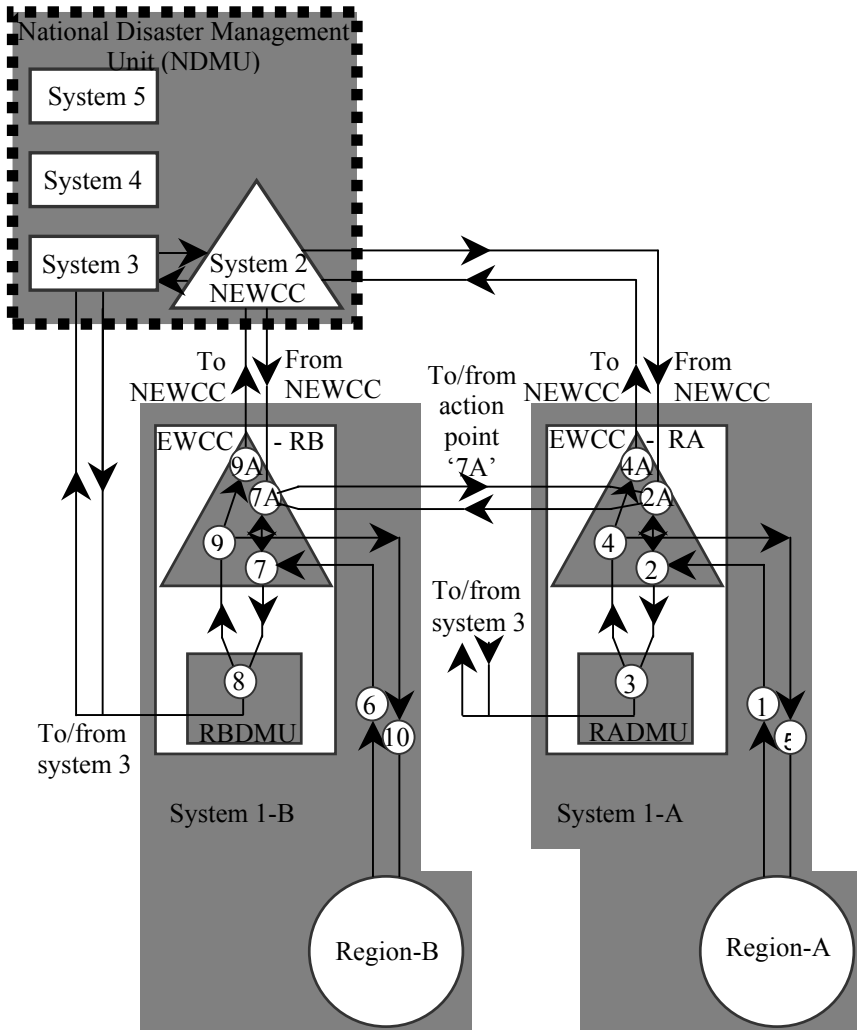 National Disaster Management
Unit (NDMU)
System 5
System 4
System 3
System 2
NEWCC
To
NEWCC
From
NEWCC
To/from
action
point
‘7A’
To
NEWCC
From
NEWCC
EWCC - RB
9A
7A
9
7
8
RBDMU
6
10
To/from
system 3
System 1-B
Region-B
EWCC - RA
4A
2A
4
2
To/from
system 3
3
RADMU
1
5
System 1-A
Region-A